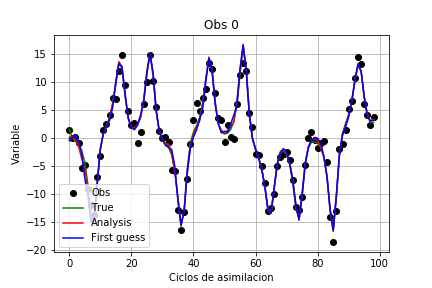 Obs 0
Variable
15
10
5
0
−5
−10
−15
−20
Obs
True
Analysis
First guess
0 20 40 60 80 100
Ciclos de asimilacion